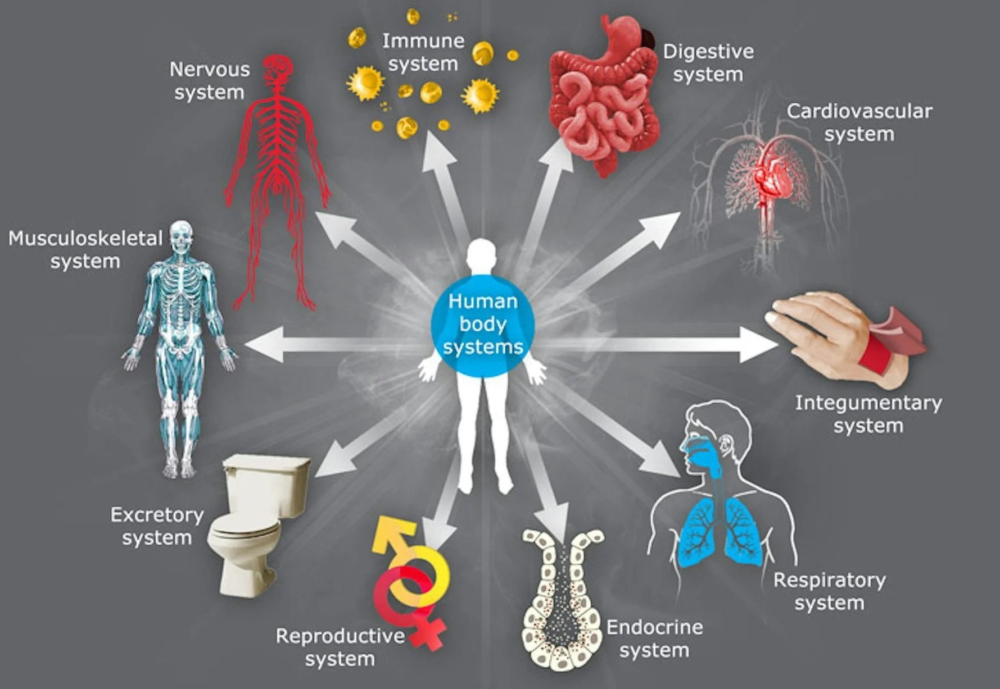 Immune
system
Digestive
system
Nervous
system
Cardiovascular
system
Musculoskeletal
system
Human
body
systems
Integumentary
system
Excretory
system
Respiratory
system
Reproductive
system
Endocrine
system